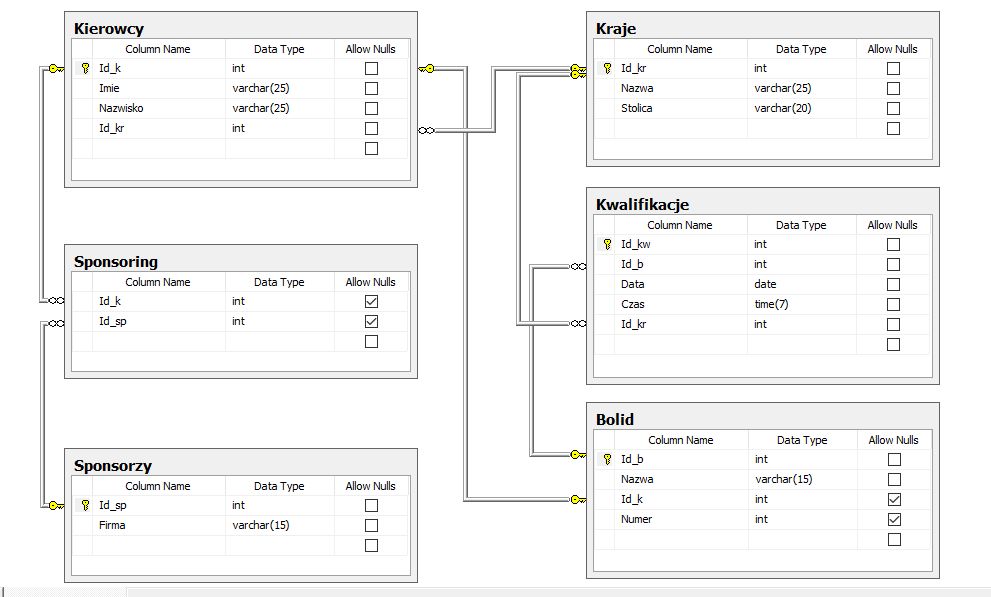 Kierowcy
Column Name Data Type Allow Nulls
Id_k int
Imie varchar(25)
Nazwisko varchar(25)
Id_kr int
Sponsoring
Column Name Data Type Allow Nulls
Id_k int
Id_sp int
Sponsorzy
Column Name Data Type Allow Nulls
Id_sp int
Firma varchar(15)
Kraje
Column Name Data Type Allow Nulls
Id_kr int
Nazwa varchar(25)
Stolica varchar(20)
Kwalifikacje
Column Name Data Type Allow Nulls
Id_kw int
Id_b int
Data date
Czas time(7)
Id_kr int
Bolid
Column Name Data Type Allow Nulls
Id_b int
Nazwa varchar(15)
Id_k int
Numer int